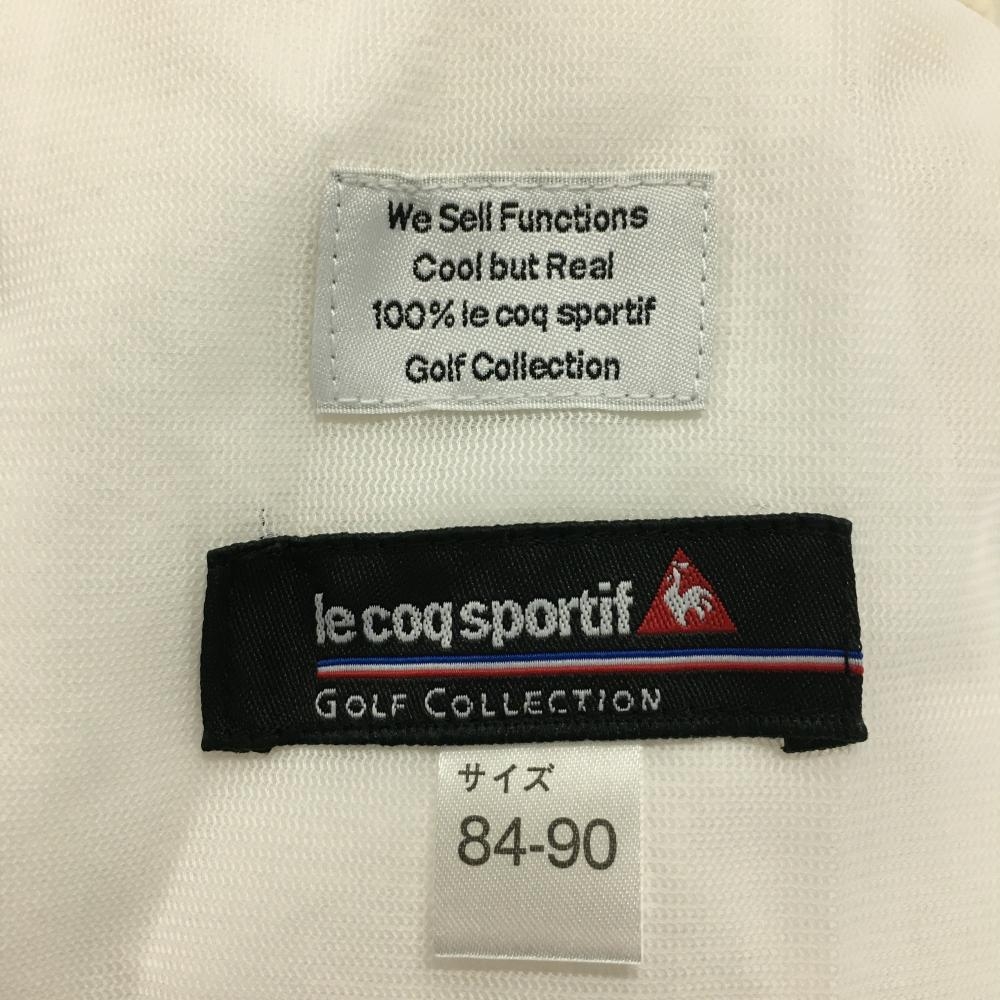 We Sell Functions
Cool but Real
100% le coq sportif
Golf Collection
le coq sportif
GOLF COLLECTION
サイズ
84-90